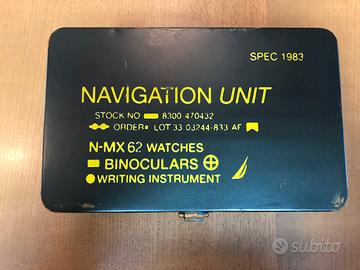 SPEC 1983
NAVIGATION UNIT
STOCK NO 8300 470432
ORDER# LOT 33 03244-833 AF
N-MX 62 WATCHES
BINOCULARS
WRITING INSTRUMENT
subito